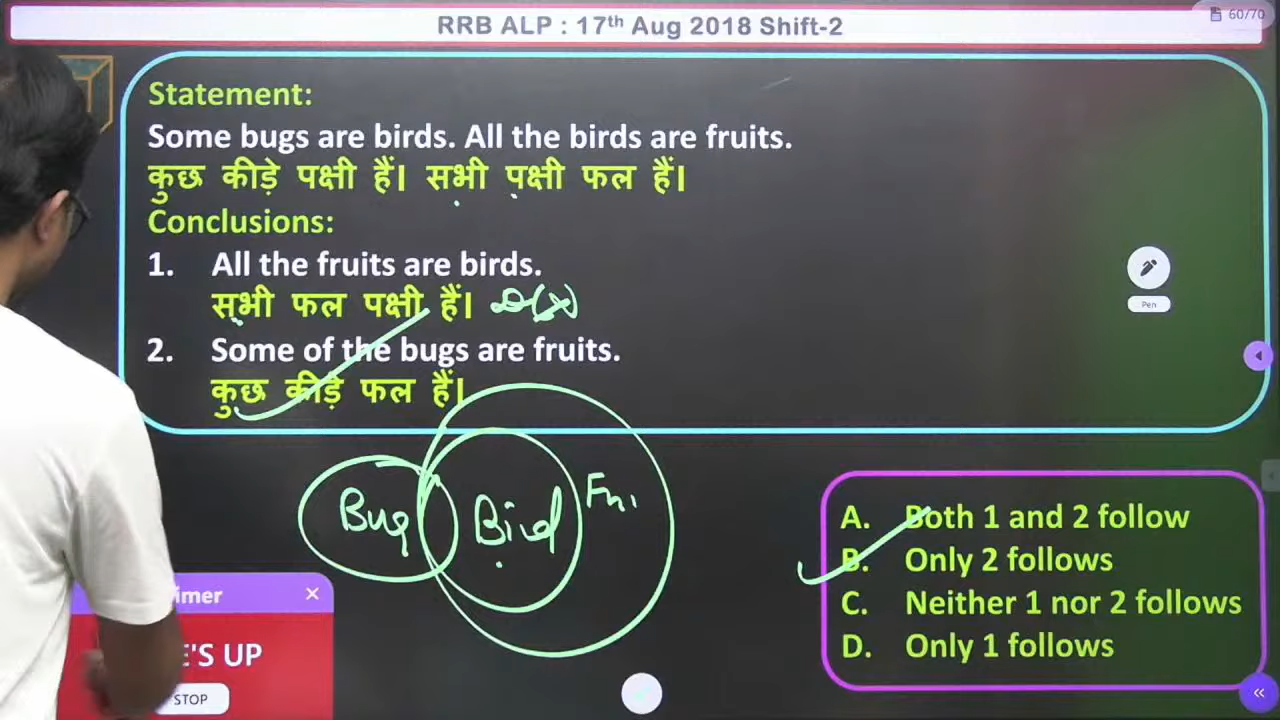 60/70
RRB ALP : 17th Aug 2018 Shift-2
Statement:
Some bugs are birds. All the birds are fruits.
कुछ कीड़े पक्षी हैं। सभी पक्षी फल हैं।
Conclusions:
1. All the fruits are birds.
सभी फल पक्षी हैं।
2. Some of the bugs are fruits.
कुछ कीड़े फल हैं।
Pen
Bug Bird
A. Both 1 and 2 follow
B. Only 2 follows
C. Neither 1 nor 2 follows
D. Only 1 follows
imer
E'S UP
STOP